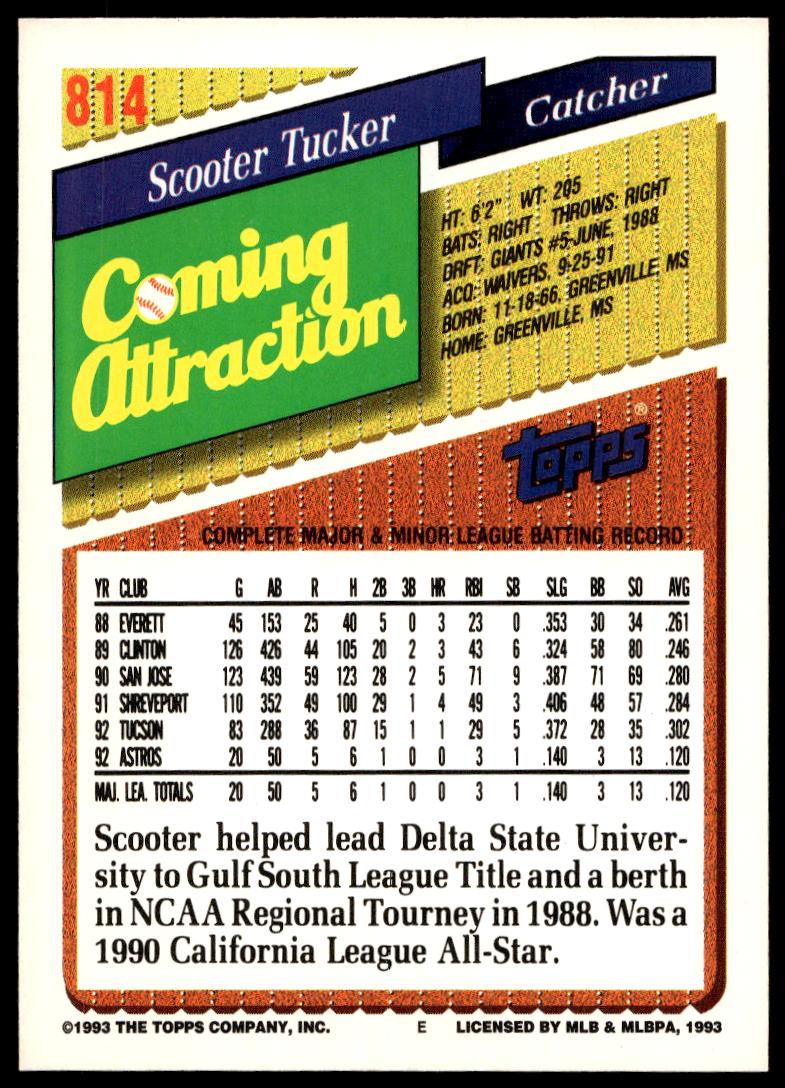 814
Scooter Tucker
Catcher
Coming
Attraction
HT: 6'2" WT: 205
BATS: RIGHT THROWS: RIGHT
DRFT: GIANTS #5-JUNE, 1988
ACQ: WAIVERS, 9-25-91
BORN: 11-18-66, GREENVILLE, MS
HOME: GREENVILLE, MS
topps®
COMPLETE MAJOR & MINOR LEAGUE BATTING RECORD
YR CLUB G AB R H 2B 3B HR RBI SB SLG BB SO AVG
88 EVERETT 45 153 25 40 5 0 3 23 0 .353 30 34 .261
89 CLINTON 126 426 44 105 20 2 3 43 6 .324 58 80 .246
90 SAN JOSE 123 439 59 123 28 2 5 71 9 .387 71 69 .280
91 SHREVEPORT 110 352 49 100 29 1 4 49 3 .406 48 57 .284
92 TUCSON 83 288 36 87 15 1 1 29 5 .372 28 35 .302
92 ASTROS 20 50 5 6 1 0 0 3 1 .140 3 13 .120
MAJ. LEA. TOTALS 20 50 5 6 1 0 0 3 1 .140 3 13 .120
Scooter helped lead Delta State Univer-
sity to Gulf South League Title and a berth
in NCAA Regional Tourney in 1988. Was a
1990 California League All-Star.
©1993 THE TOPPS COMPANY, INC. E LICENSED BY MLB & MLBPA, 1993